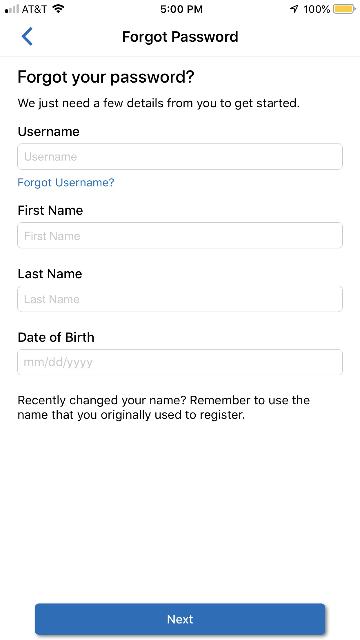 AT&T 5:00 PM 100%
Forgot Password
Forgot your password?
We just need a few details from you to get started.
Username
Username
Forgot Username?
First Name
First Name
Last Name
Last Name
Date of Birth
mm/dd/yyyy
Recently changed your name? Remember to use the
name that you originally used to register.
Next